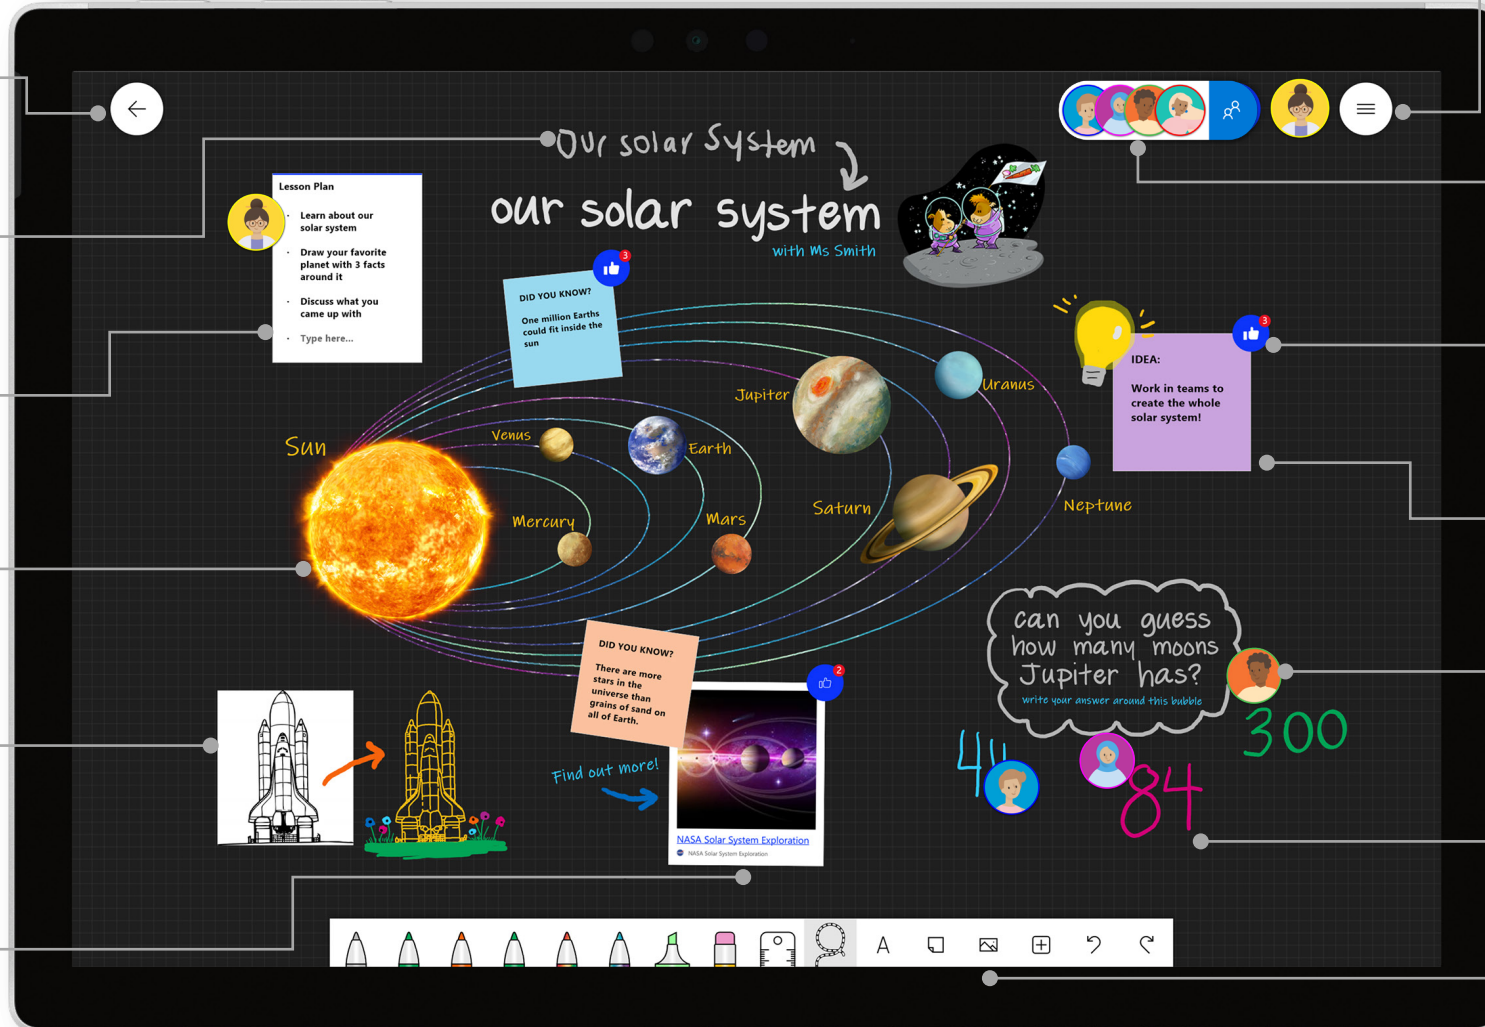 Our solar System
our solar system
with Ms Smith
Lesson Plan
Learn about our
solar system
Draw your favorite
planet with 3 facts
around it
Discuss what you
came up with
Type here...
3
DID YOU KNOW?
One million Earths
could fit inside the
sun
3
IDEA:
Work in teams to
create the whole
solar system!
Sun
Venus
Earth
Mercury
Mars
Jupiter
Uranus
Saturn
Neptune
can you guess
how many moons
Jupiter has?
write your answer around this bubble
300
84
DID YOU KNOW?
There are more
stars in the
universe than
grains of sand on
all of Earth.
2
Find out more!
NASA Solar System Exploration
NASA Solar System Exploration
A